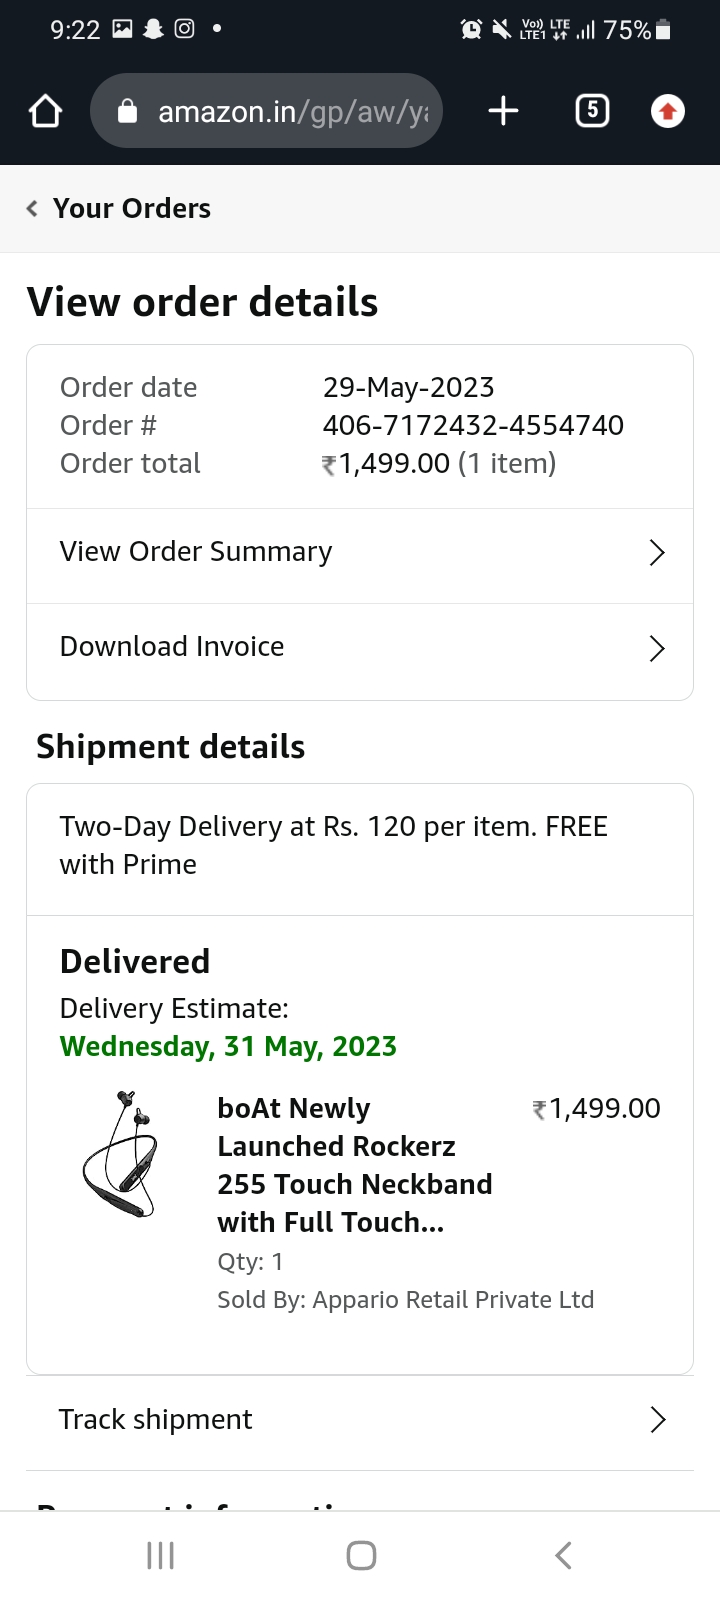 9:22
Vo)) LTE
LTE1
75%
amazon.in/gp/aw/ya
5
Your Orders
View order details
Order date 29-May-2023
Order # 406-7172432-4554740
Order total ₹1,499.00 (1 item)
View Order Summary
Download Invoice
Shipment details
Two-Day Delivery at Rs. 120 per item. FREE
with Prime
Delivered
Delivery Estimate:
Wednesday, 31 May, 2023
boAt Newly ₹1,499.00
Launched Rockerz
255 Touch Neckband
with Full Touch...
Qty: 1
Sold By: Appario Retail Private Ltd
Track shipment